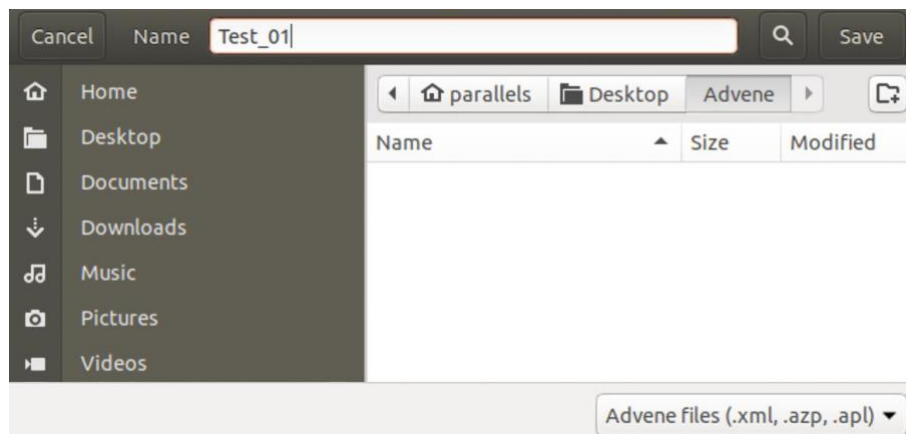 Cancel Name Test_01 Save
Home
Desktop
Documents
Downloads
Music
Pictures
Videos
parallels Desktop Advene
Name Size Modified
Advene files (.xml, .azp, .apl)